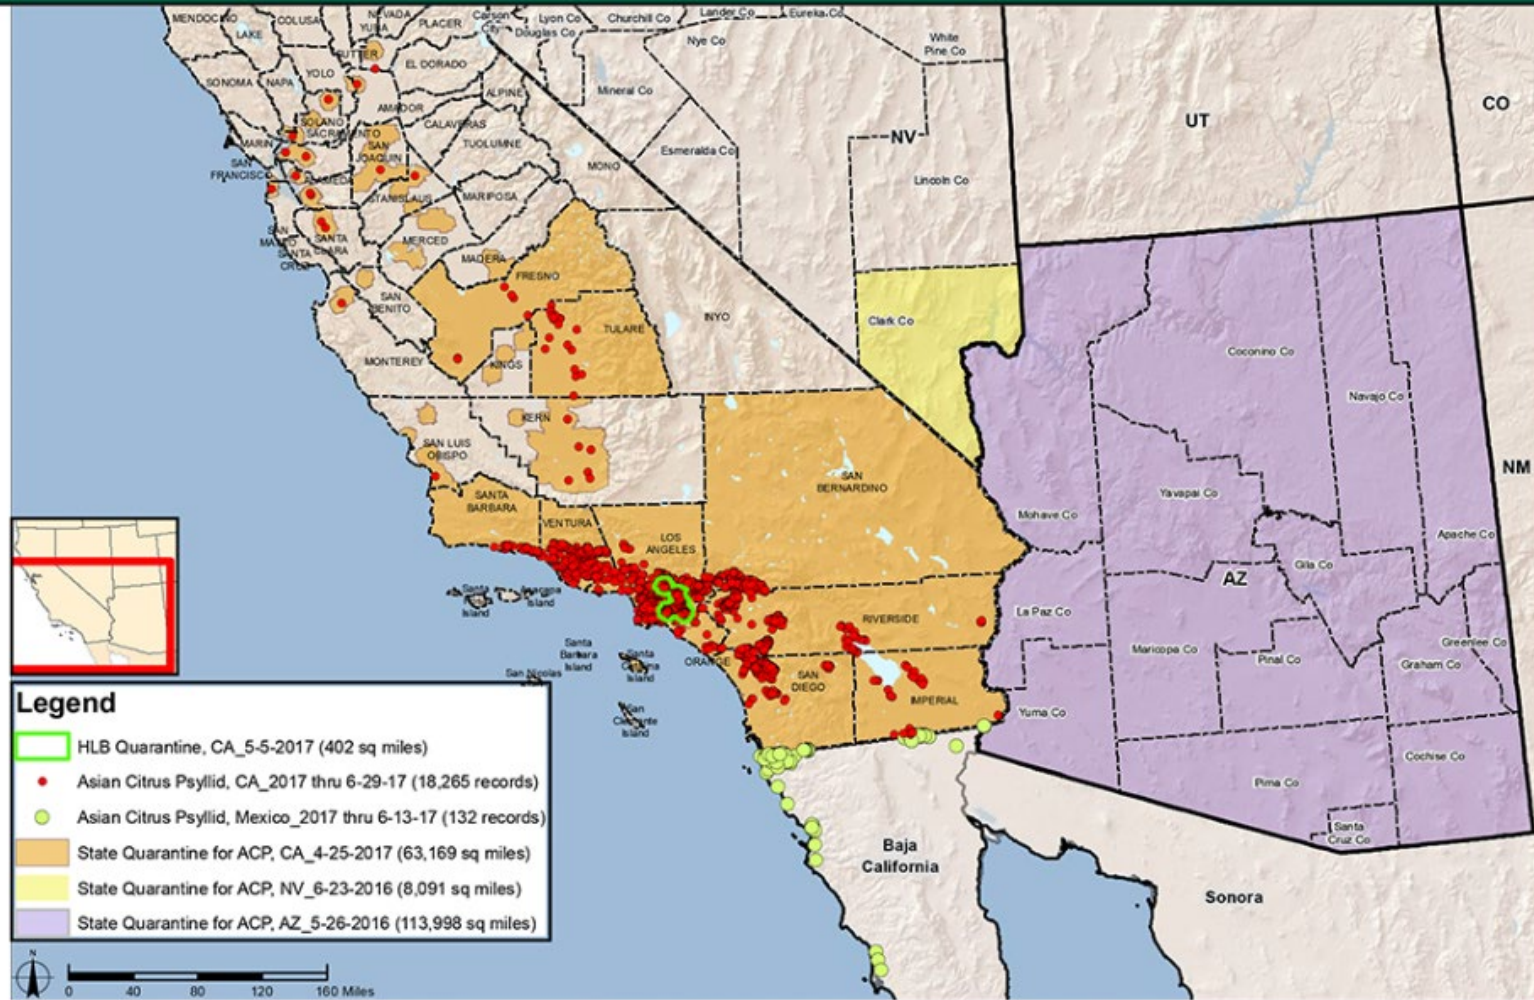 MENDOCINO
COLUSA
NEVADA
YUBA
PLACER
Carson
City
Lyon Co
Churchill Co
Lander Co
Eureka Co
LAKE
Douglas Co
Nye Co
White
Pine Co
SUTTER
EL DORADO
SONOMA
NAPA
YOLO
Mineral Co
ALPINE
AMADOR
UT
CO
SOLANO
SACRAMENTO
CALAVERAS
NV
MARIN
SAN
JOAQUIN
TUOLUMNE
Esmeralda Co
SAN
FRANCISCO
MONO
ALAMEDA
Lincoln Co
STANISLAUS
MARIPOSA
SAN
MATEO
SANTA
CLARA
MERCED
SANTA
CRUZ
MADERA
FRESNO
SAN
BENITO
INYO
Clark Co
TULARE
Coconino Co
MONTEREY
KINGS
Navajo Co
KERN
SAN LUIS
OBISPO
NM
SAN
BERNARDINO
SANTA
BARBARA
Yavapai Co
VENTURA
Mohave Co
LOS
ANGELES
Apache Co
Gila Co
AZ
Santa
Island
Anacapa
Island
La Paz Co
RIVERSIDE
Santa
Barbara
Island
Santa
Catalina
Island
ORANGE
Maricopa Co
Pinal Co
Greenlee Co
Graham Co
San Nicolas
SAN
DIEGO
IMPERIAL
San
Clemente
Island
Yuma Co
Cochise Co
Pima Co
Santa
Cruz Co
Baja
California
Sonora
Legend
HLB Quarantine, CA_5-5-2017 (402 sq miles)
Asian Citrus Psyllid, CA_2017 thru 6-29-17 (18,265 records)
Asian Citrus Psyllid, Mexico_2017 thru 6-13-17 (132 records)
State Quarantine for ACP, CA_4-25-2017 (63,169 sq miles)
State Quarantine for ACP, NV_6-23-2016 (8,091 sq miles)
State Quarantine for ACP, AZ_5-26-2016 (113,998 sq miles)
N
0 40 80 120 160 Miles